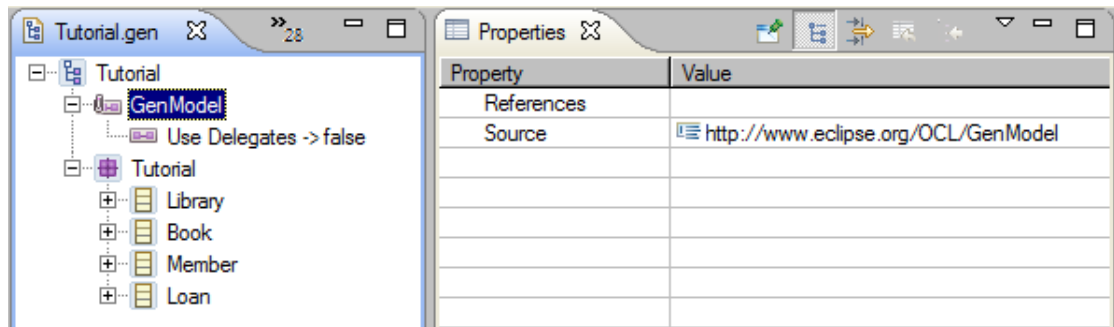 Tutorial.gen
28
Tutorial
GenModel
Use Delegates -> false
Tutorial
Library
Book
Member
Loan
Properties
Property Value
References
Source http://www.eclipse.org/OCL/GenModel